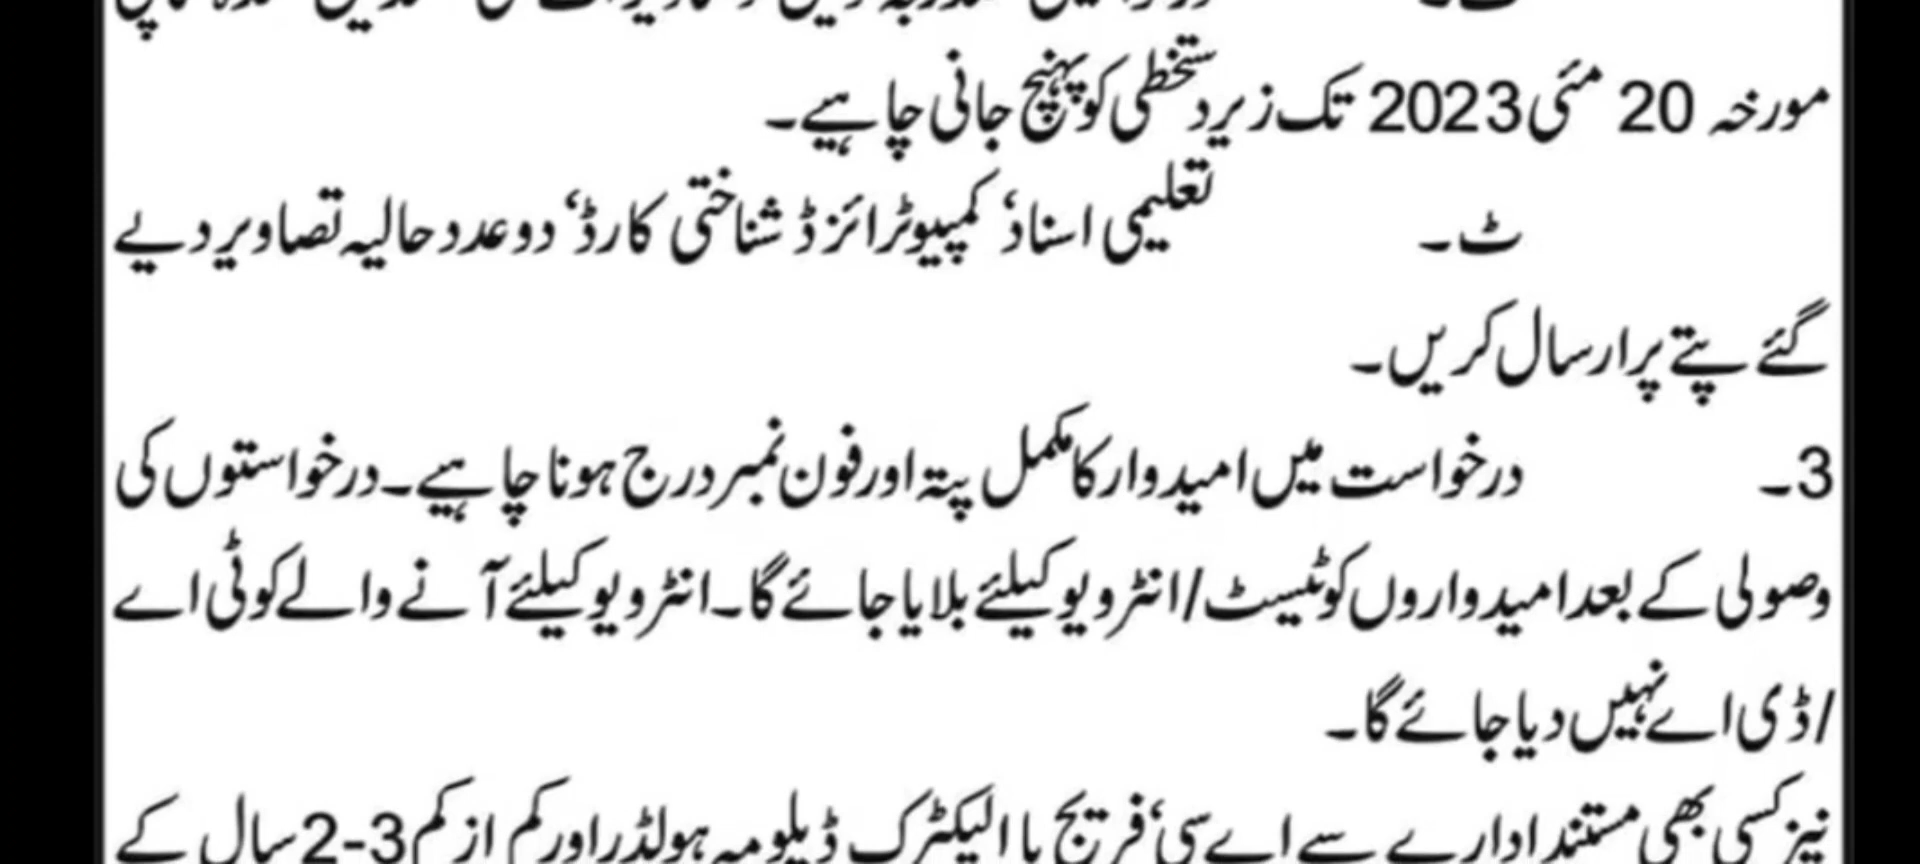 مورخہ 20 مئی 2023 تک زیر دستخطی کو پہنچ جانی چاہیے۔
ٹ۔ تعلیمی اسناد، کمپیوٹرائزڈ شناختی کارڈ، دو عدد حالیہ تصاویر دیے
گئے پتے پر ارسال کریں۔
3۔ درخواست میں امیدوار کا مکمل پتہ اور فون نمبر درج ہونا چاہیے۔ درخواستوں کی
وصولی کے بعد امیدواروں کو ٹیسٹ/انٹرویو کیلئے بلایا جائے گا۔ انٹرویو کیلئے آنے والے کو ٹی اے
/ڈی اے نہیں دیا جائے گا۔
نیز کسی بھی مستند ادارے سے اے سی، فریج یا الیکٹرک ڈپلومہ ہولڈر اور کم از کم 3-2 سال کے